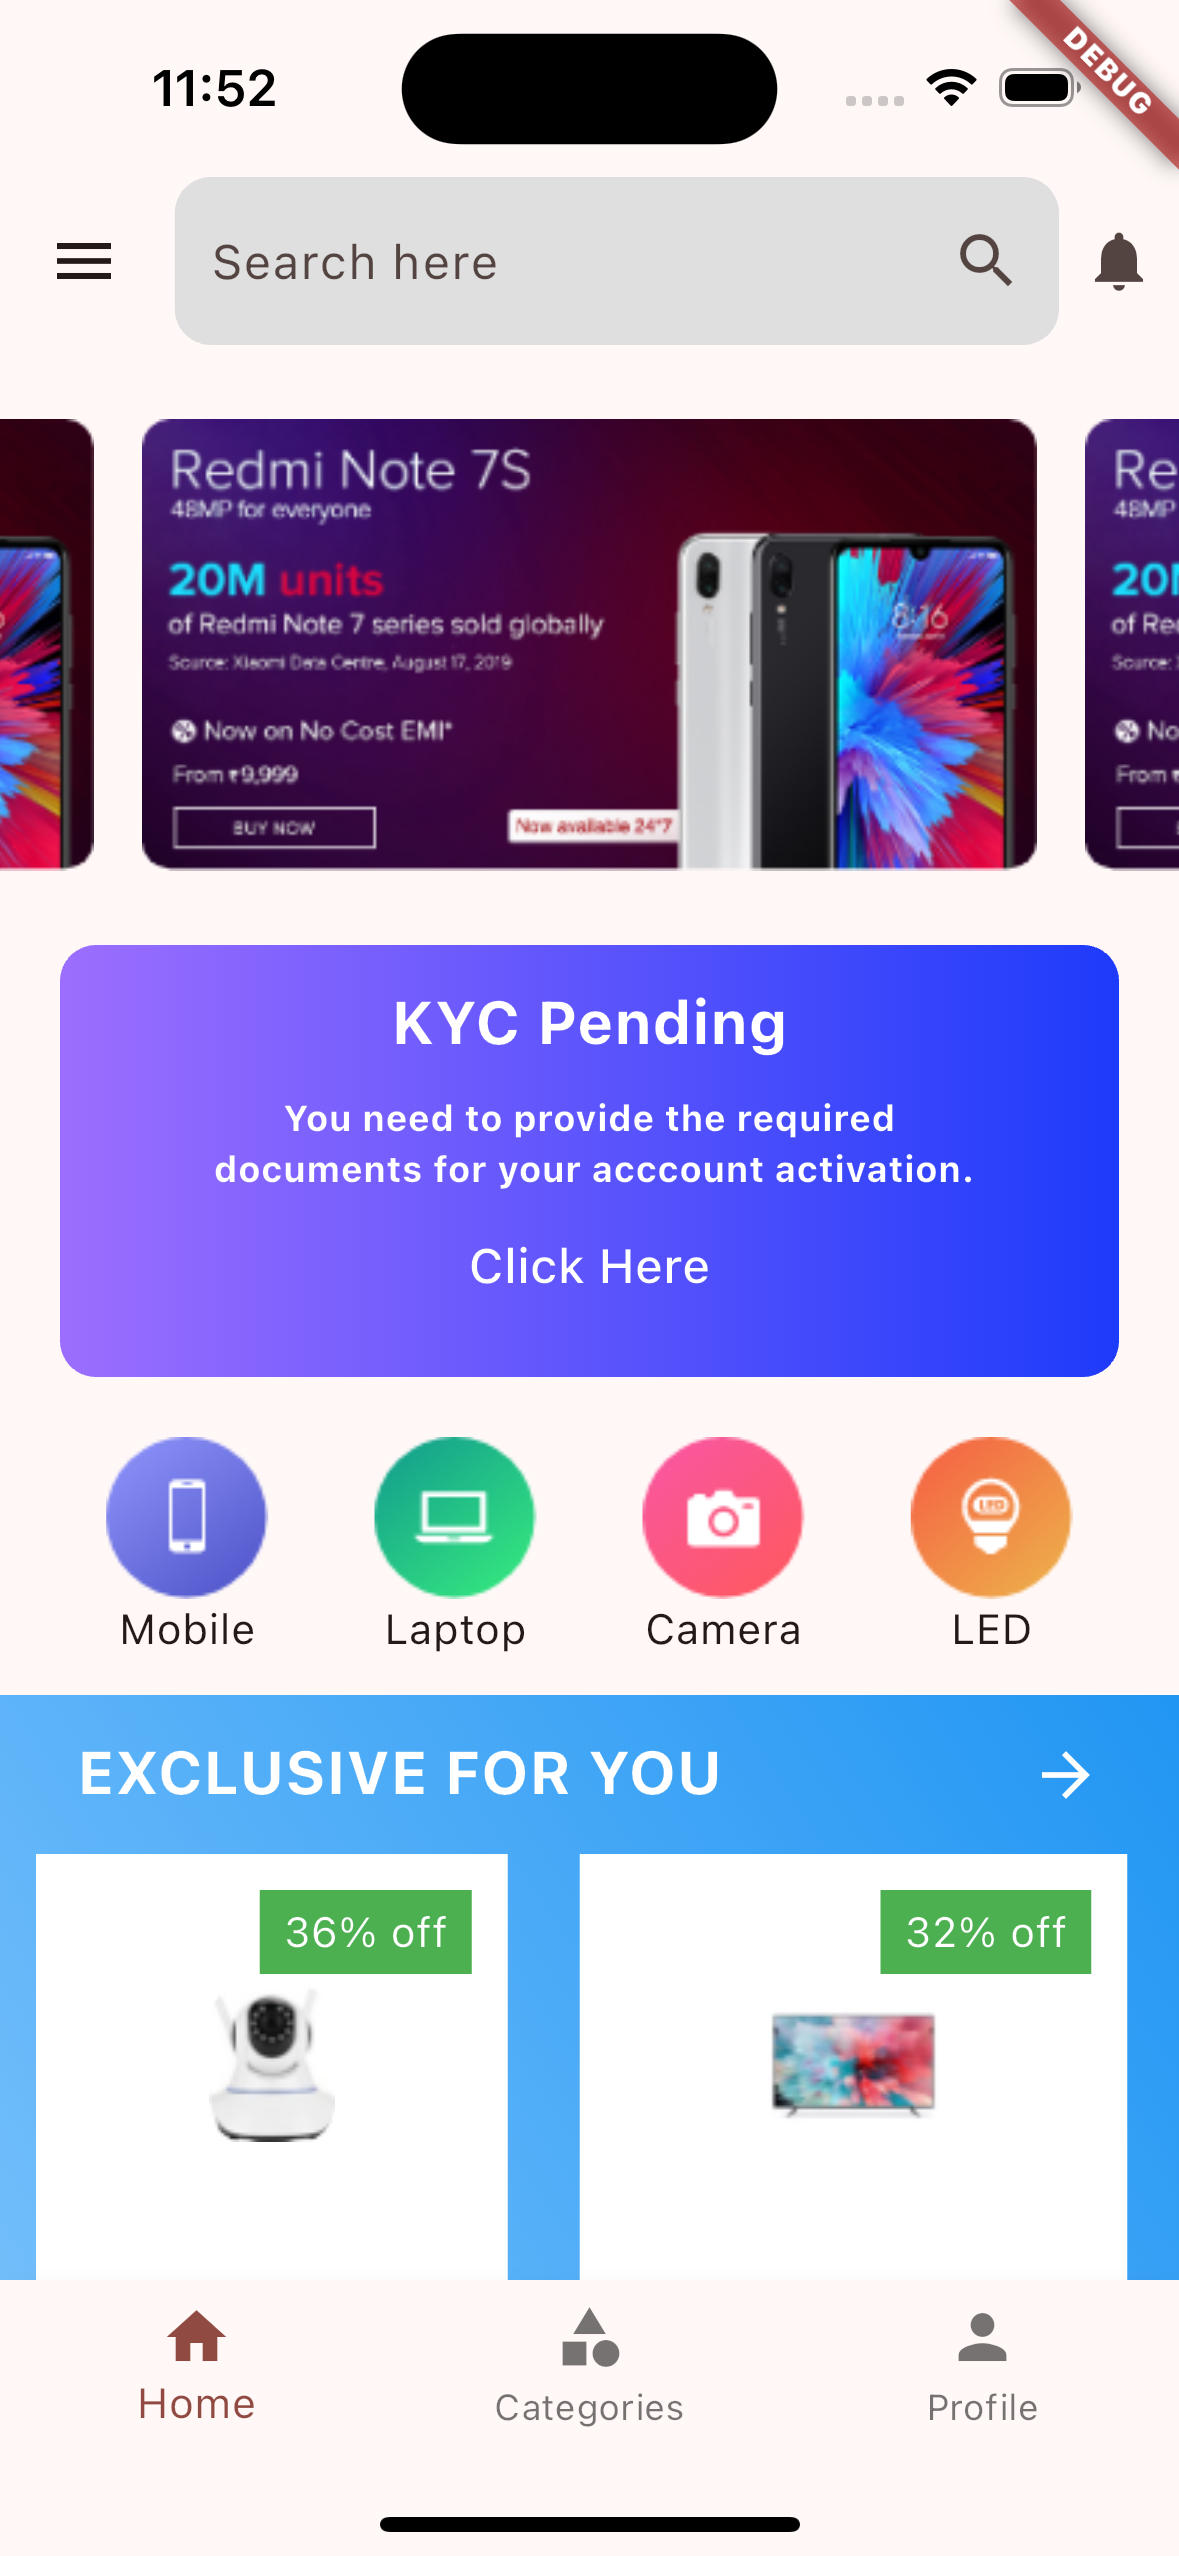 11:52
DEBUG
Search here
Redmi Note 7S
48MP for everyone
20M units
of Redmi Note 7 series sold globally
Source: Xiaomi Data Centre, August 17, 2019
Now on No Cost EMI*
From ₹9,999
BUY NOW
Now available 24*7
8:16
Re
48MP
20M
of Re
Source:
No
From ₹
KYC Pending
You need to provide the required
documents for your acccount activation.
Click Here
Mobile
Laptop
Camera
LED
LED
EXCLUSIVE FOR YOU
36% off
32% off
Home
Categories
Profile